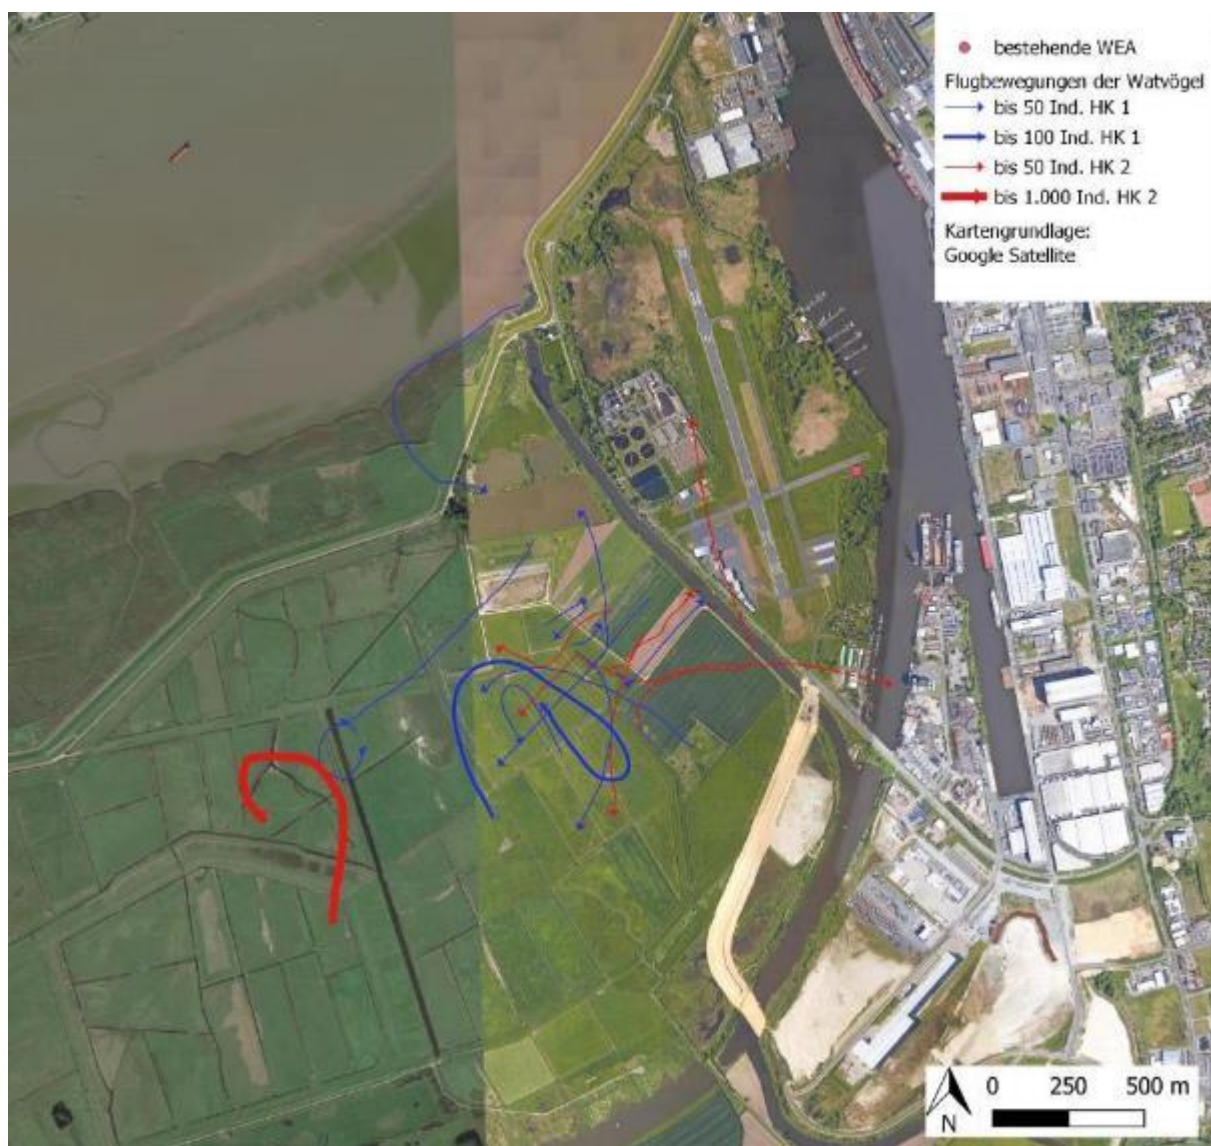 bestehende WEA
Flugbewegungen der Watvögel
bis 50 Ind. HK 1
bis 100 Ind. HK 1
bis 50 Ind. HK 2
bis 1.000 Ind. HK 2
Kartengrundlage:
Google Satellite
0 250 500 m
N